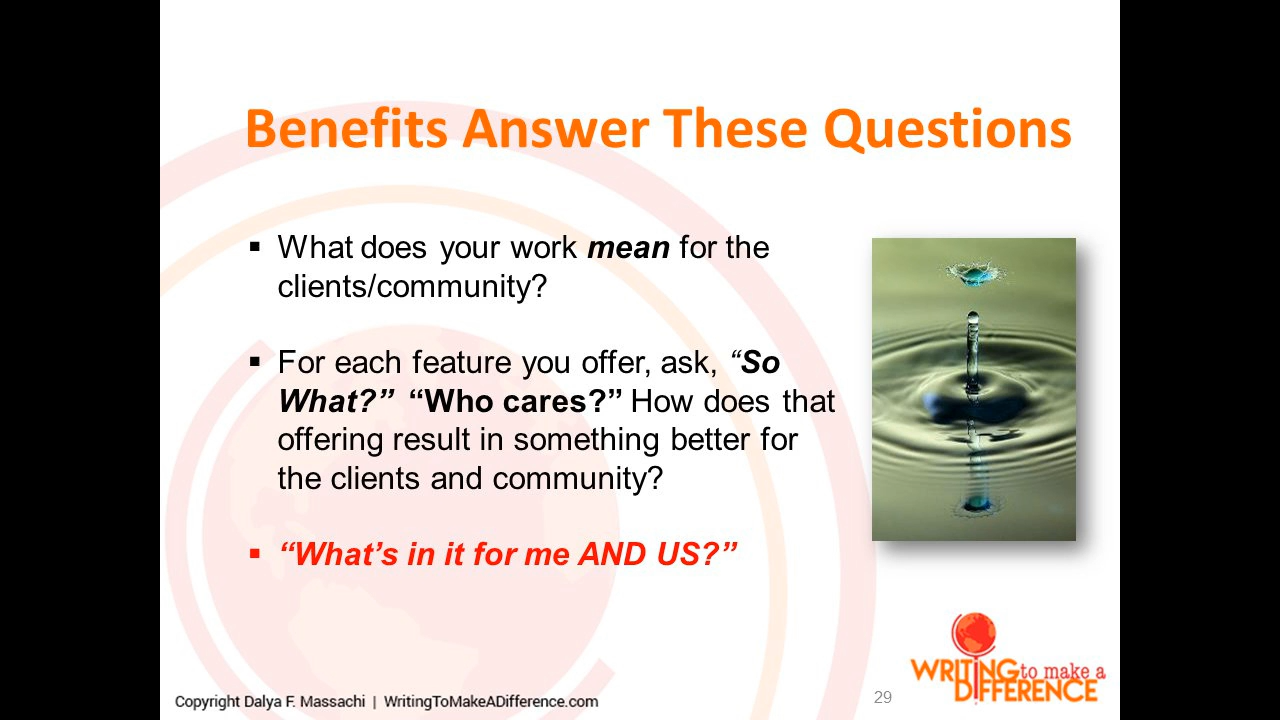 Benefits Answer These Questions
▪ What does your work mean for the
clients/community?
▪ For each feature you offer, ask, “So
What?” “Who cares?” How does that
offering result in something better for
the clients and community?
▪ “What’s in it for me AND US?”
WRITING to make a
DIFFERENCE
Copyright Dalya F. Massachi | WritingToMakeADifference.com
29